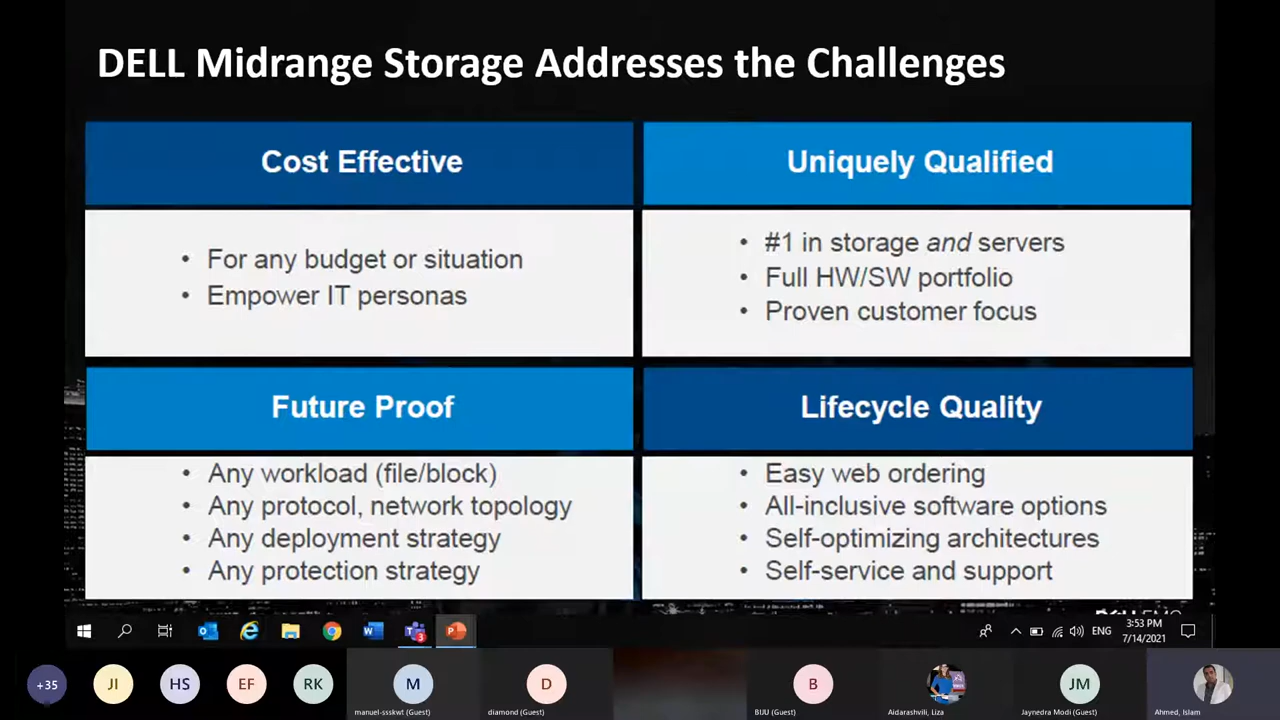 DELL Midrange Storage Addresses the Challenges
Cost Effective
• For any budget or situation
• Empower IT personas
Uniquely Qualified
• #1 in storage and servers
• Full HW/SW portfolio
• Proven customer focus
Future Proof
• Any workload (file/block)
• Any protocol, network topology
• Any deployment strategy
• Any protection strategy
Lifecycle Quality
• Easy web ordering
• All-inclusive software options
• Self-optimizing architectures
• Self-service and support
3
ENG
3:53 PM
7/14/2021
+35
JI
HS
EF
RK
M
manuel-ssskwt (Guest)
D
diamond (Guest)
B
BIJU (Guest)
Aidarashvili, Liza
JM
Jaynedra Modi (Guest)
Ahmed, Islam